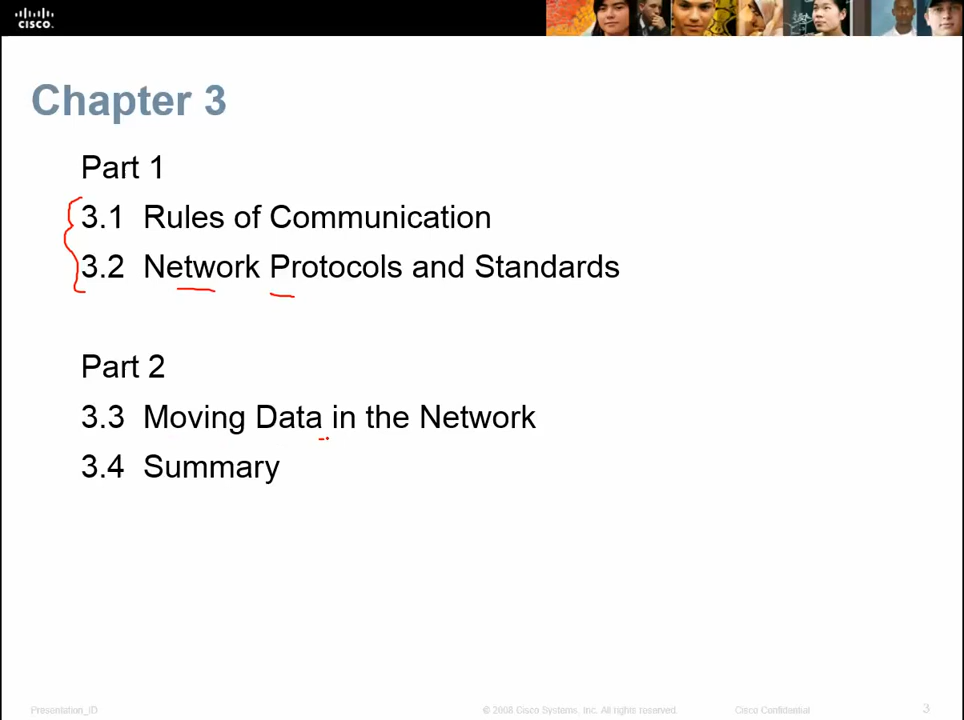 CISCO.
Chapter 3
Part 1
3.1 Rules of Communication
3.2 Network Protocols and Standards
Part 2
3.3 Moving Data in the Network
3.4 Summary
Presentation_ID
© 2008 Cisco Systems, Inc. All rights reserved.
Cisco Confidential
3